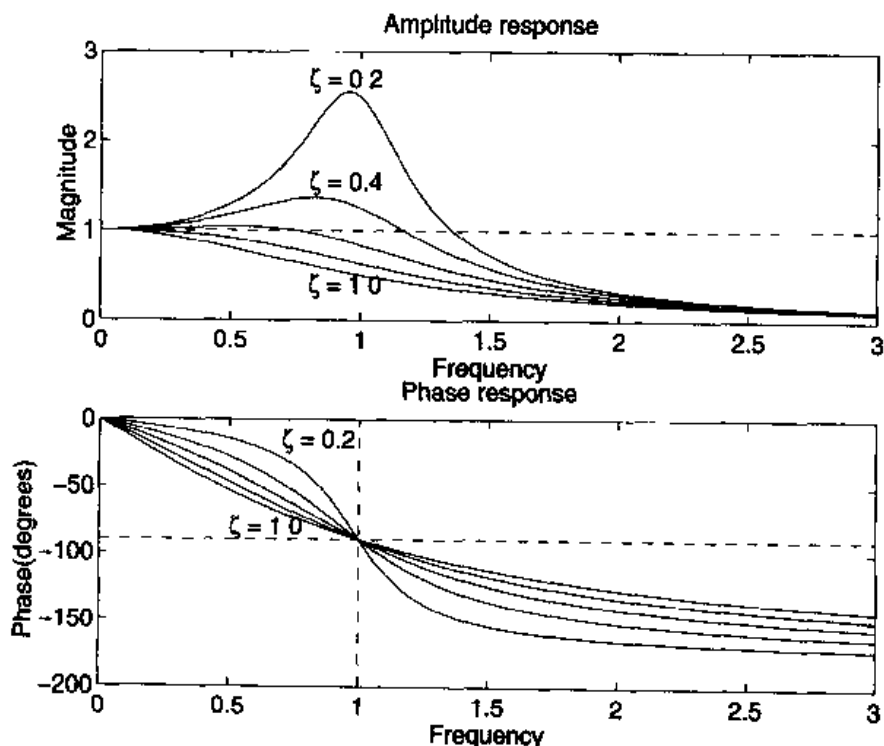 Amplitude response
3
2
1
0
Magnitude
ζ = 0 2
ζ = 0.4
ζ = 1 0
0 0.5 1 1.5 2 2.5 3
Frequency
Phase response
0
-50
-100
-150
-200
Phase(degrees)
ζ = 0.2
ζ = 1 0
0 0.5 1 1.5 2 2.5 3
Frequency